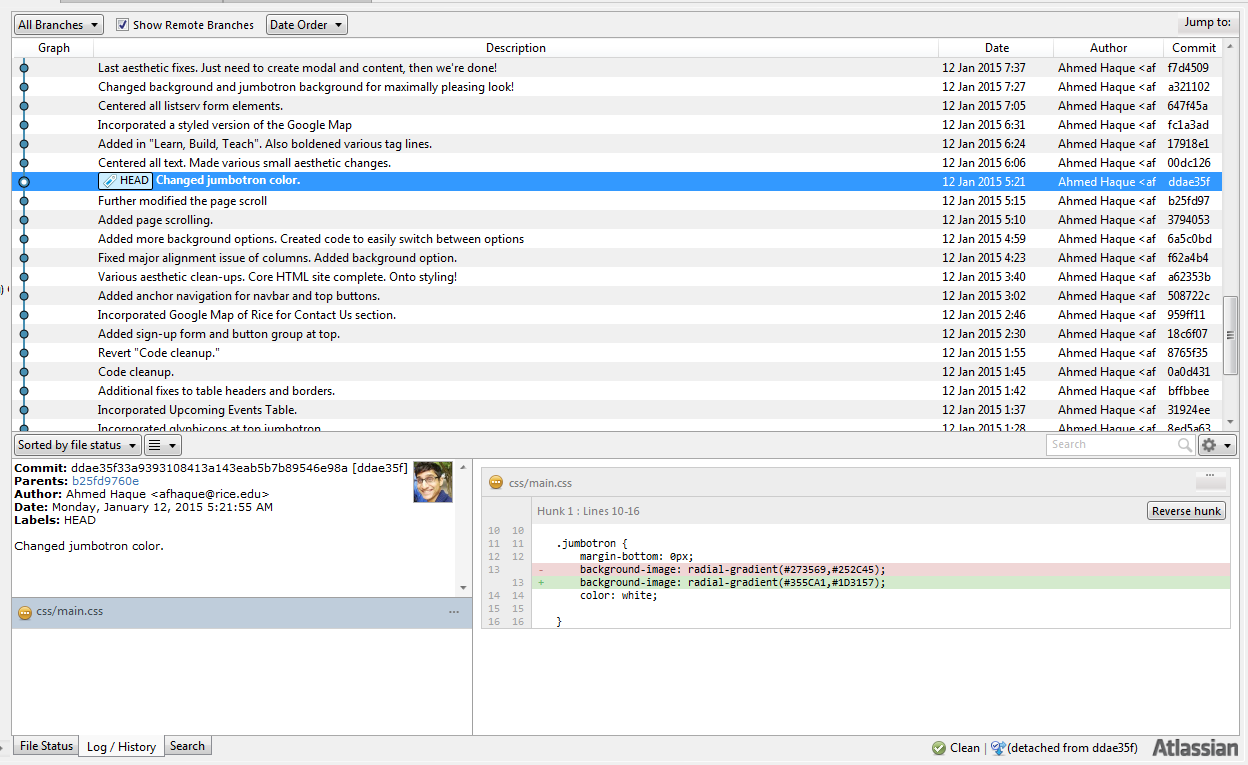 All Branches Show Remote Branches Date Order Jump to:
Graph Description Date Author Commit
Last aesthetic fixes. Just need to create modal and content, then we're done! 12 Jan 2015 7:37 Ahmed Haque <af f7d4509
Changed background and jumbotron background for maximally pleasing look! 12 Jan 2015 7:27 Ahmed Haque <af a321102
Centered all listserv form elements. 12 Jan 2015 7:05 Ahmed Haque <af 647f45a
Incorporated a styled version of the Google Map 12 Jan 2015 6:31 Ahmed Haque <af fc1a3ad
Added in "Learn, Build, Teach". Also boldened various tag lines. 12 Jan 2015 6:24 Ahmed Haque <af 17918e1
Centered all text. Made various small aesthetic changes. 12 Jan 2015 6:06 Ahmed Haque <af 00dc126
HEAD Changed jumbotron color. 12 Jan 2015 5:21 Ahmed Haque <af ddae35f
Further modified the page scroll 12 Jan 2015 5:15 Ahmed Haque <af b25fd97
Added page scrolling. 12 Jan 2015 5:10 Ahmed Haque <af 3794053
Added more background options. Created code to easily switch between options 12 Jan 2015 4:59 Ahmed Haque <af 6a5c0bd
Fixed major alignment issue of columns. Added background option. 12 Jan 2015 4:23 Ahmed Haque <af f62a4b4
Various aesthetic clean-ups. Core HTML site complete. Onto styling! 12 Jan 2015 3:40 Ahmed Haque <af a62353b
Added anchor navigation for navbar and top buttons. 12 Jan 2015 3:02 Ahmed Haque <af 508722c
Incorporated Google Map of Rice for Contact Us section. 12 Jan 2015 2:46 Ahmed Haque <af 959ff11
Added sign-up form and button group at top. 12 Jan 2015 2:30 Ahmed Haque <af 18c6f07
Revert "Code cleanup." 12 Jan 2015 1:55 Ahmed Haque <af 8765f35
Code cleanup. 12 Jan 2015 1:45 Ahmed Haque <af 0a0d431
Additional fixes to table headers and borders. 12 Jan 2015 1:42 Ahmed Haque <af bffbbee
Incorporated Upcoming Events Table. 12 Jan 2015 1:37 Ahmed Haque <af 31924ee
Incorporated glyphicons at top jumbotron 12 Jan 2015 1:28 Ahmed Haque <af 8ed5a63
Sorted by file status Search
Commit: ddae35f33a9393108413a143eab5b7b89546e98a [ddae35f]
Parents: b25fd9760e
Author: Ahmed Haque <afhaque@rice.edu>
Date: Monday, January 12, 2015 5:21:55 AM
Labels: HEAD
Changed jumbotron color.
css/main.css ...
css/main.css ...
Hunk 1 : Lines 10-16 Reverse hunk
10 10
11 11 .jumbotron {
12 12 margin-bottom: 0px;
13 - background-image: radial-gradient(#273569,#252C45);
13 + background-image: radial-gradient(#355CA1,#1D3157);
14 14 color: white;
15 15
16 16 }
File Status Log / History Search Clean (detached from ddae35f) Atlassian